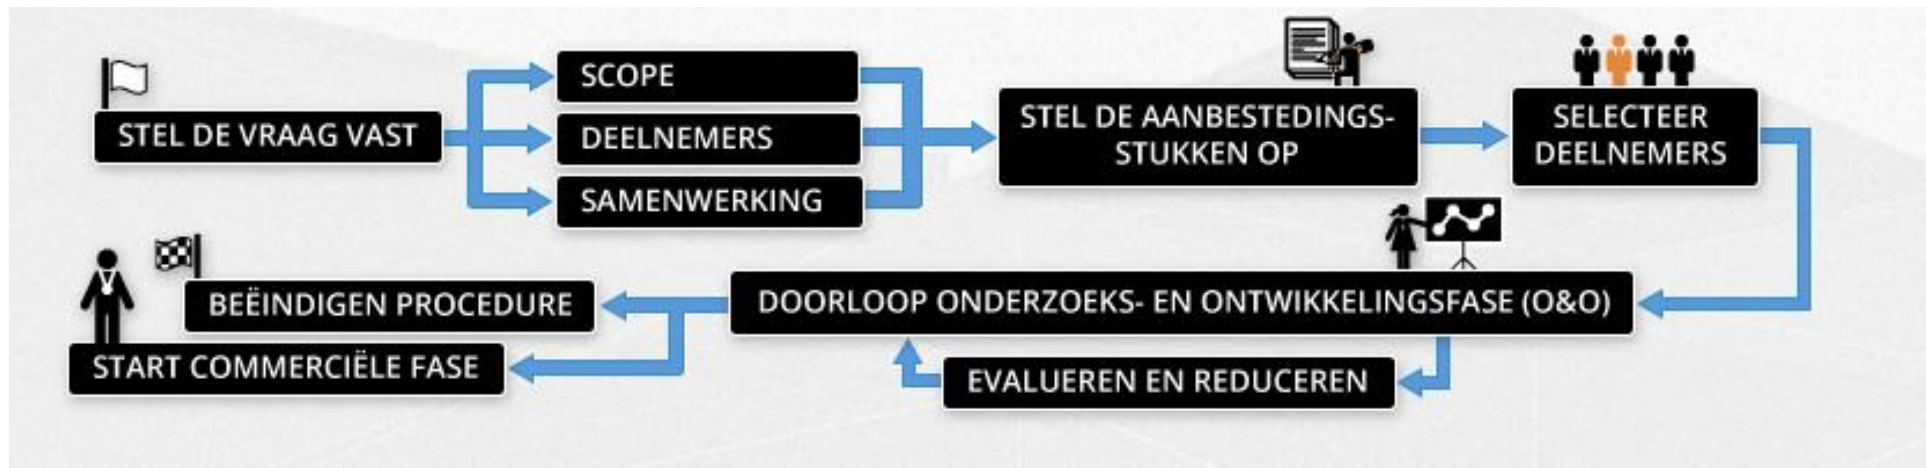 STEL DE VRAAG VAST
SCOPE
DEELNEMERS
SAMENWERKING
STEL DE AANBESTEDINGS-
STUKKEN OP
SELECTEER
DEELNEMERS
DOORLOOP ONDERZOEKS- EN ONTWIKKELINGSFASE (O&O)
EVALUEREN EN REDUCEREN
BEËINDIGEN PROCEDURE
START COMMERCIËLE FASE